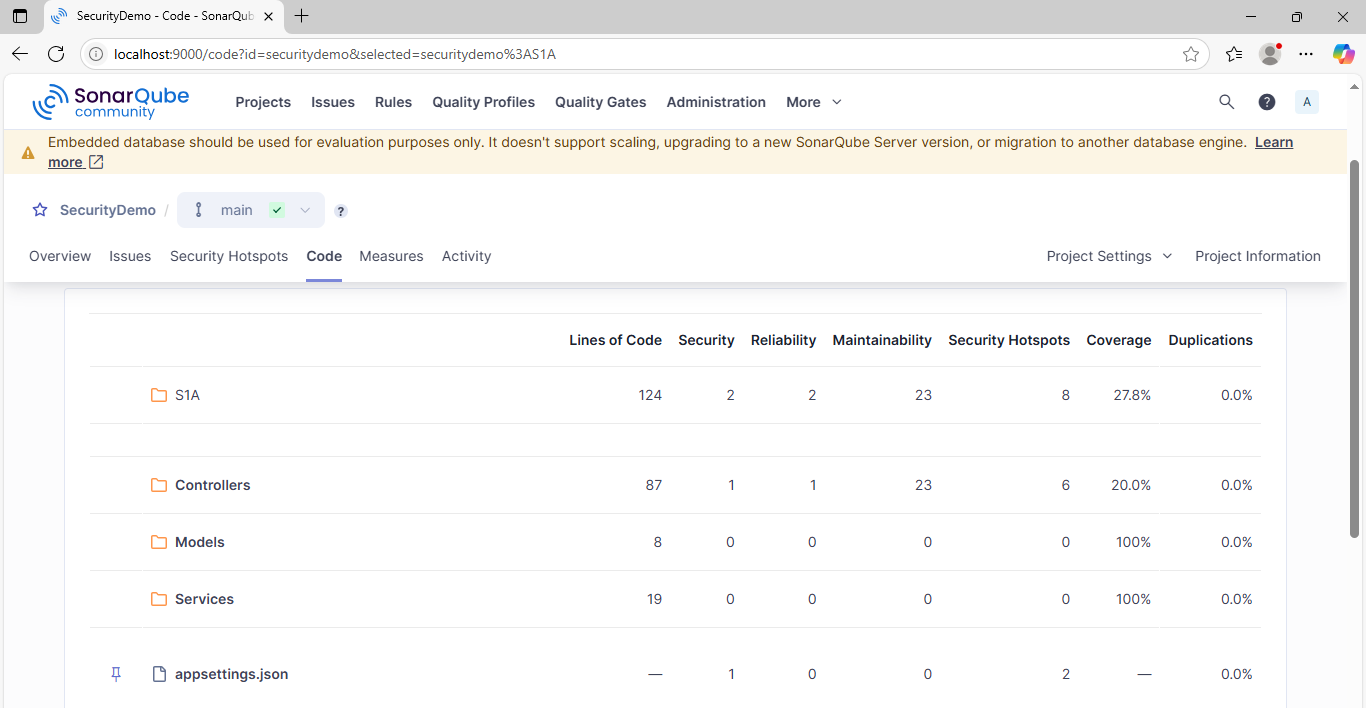 SecurityDemo - Code - SonarQub
localhost:9000/code?id=securitydemo&selected=securitydemo%3AS1A
SonarQube community
Projects Issues Rules Quality Profiles Quality Gates Administration More
? A
Embedded database should be used for evaluation purposes only. It doesn't support scaling, upgrading to a new SonarQube Server version, or migration to another database engine. Learn
more
SecurityDemo / main ?
Overview Issues Security Hotspots Code Measures Activity Project Settings Project Information
Lines of Code Security Reliability Maintainability Security Hotspots Coverage Duplications
S1A 124 2 2 23 8 27.8% 0.0%
Controllers 87 1 1 23 6 20.0% 0.0%
Models 8 0 0 0 0 100% 0.0%
Services 19 0 0 0 0 100% 0.0%
appsettings.json — 1 0 0 2 — 0.0%